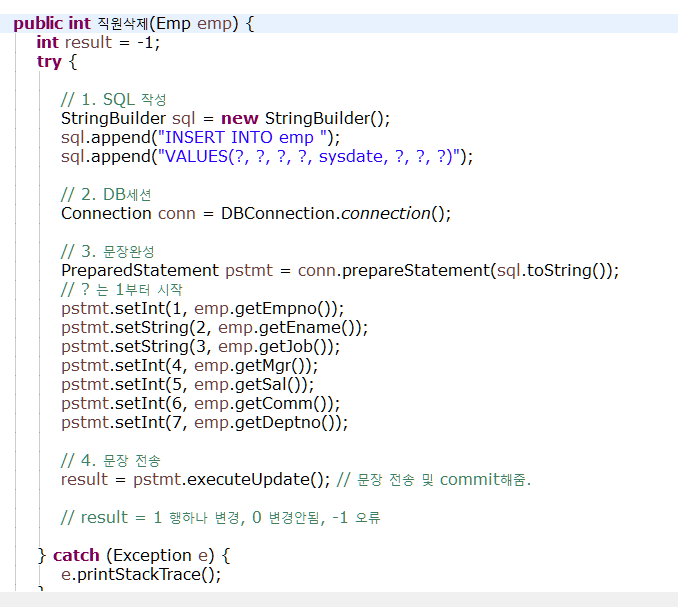 public int 직원삭제(Emp emp) {
int result = -1;
try {
// 1. SQL 작성
StringBuilder sql = new StringBuilder();
sql.append("INSERT INTO emp ");
sql.append("VALUES(?, ?, ?, ?, sysdate, ?, ?, ?)");
// 2. DB세션
Connection conn = DBConnection.connection();
// 3. 문장완성
PreparedStatement pstmt = conn.prepareStatement(sql.toString());
// ? 는 1부터 시작
pstmt.setInt(1, emp.getEmpno());
pstmt.setString(2, emp.getEname());
pstmt.setString(3, emp.getJob());
pstmt.setInt(4, emp.getMgr());
pstmt.setInt(5, emp.getSal());
pstmt.setInt(6, emp.getComm());
pstmt.setInt(7, emp.getDeptno());
// 4. 문장 전송
result = pstmt.executeUpdate(); // 문장 전송 및 commit해줌.
// result = 1 행하나 변경, 0 변경안됨, -1 오류
} catch (Exception e) {
e.printStackTrace();
}